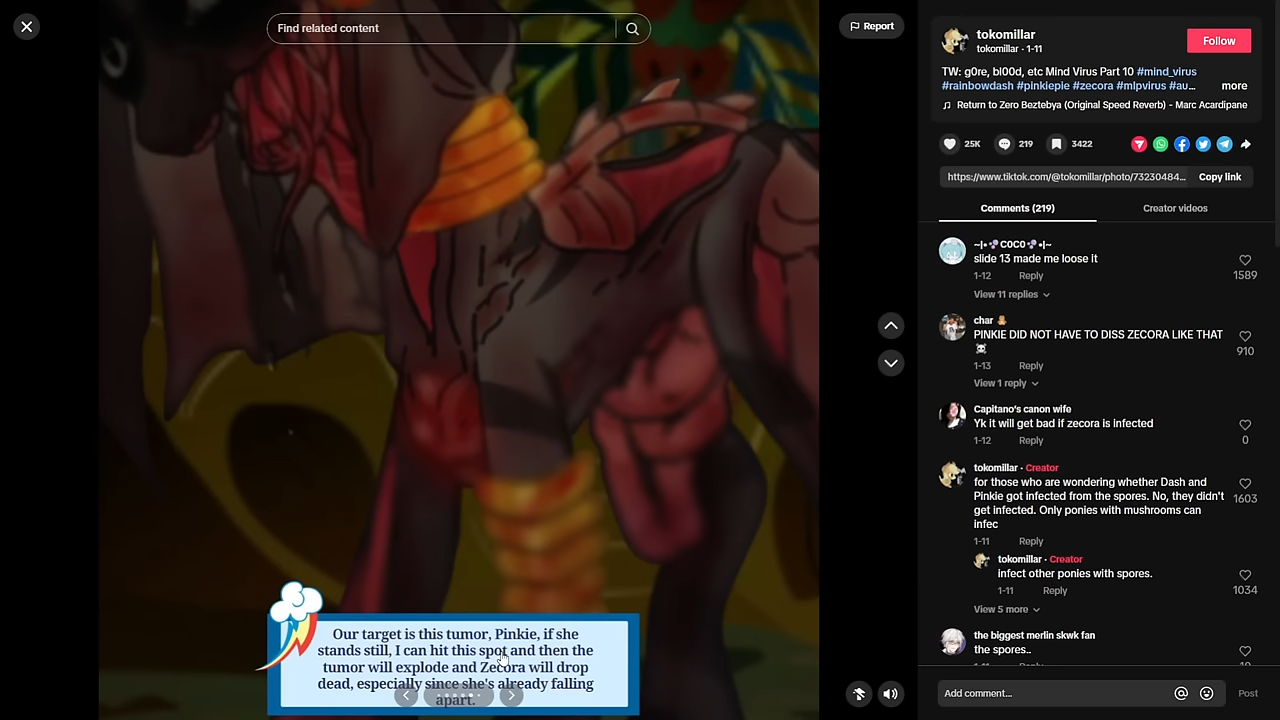 Find related content
Report
tokomillar
tokomillar · 1-11
Follow
TW: g0re, bl00d, etc Mind Virus Part 10 #mind_virus
#rainbowdash #pinkiepie #zecora #mlpvirus #au... more
Return to Zero Beztebya (Original Speed Reverb) - Marc Acardipane
25K
219
3422
https://www.tiktok.com/@tokomillar/photo/73230484...
Copy link
Comments (219)
Creator videos
~|•🫐C0C0🫐•|~
slide 13 made me loose it
1589
1-12 Reply
View 11 replies
char 🧸
PINKIE DID NOT HAVE TO DISS ZECORA LIKE THAT
☠️
910
1-13 Reply
View 1 reply
Capitano's canon wife
Yk it will get bad if zecora is infected
0
1-12 Reply
tokomillar · Creator
for those who are wondering whether Dash and
Pinkie got infected from the spores. No, they didn't
get infected. Only ponies with mushrooms can
infec
1603
1-11 Reply
tokomillar · Creator
infect other ponies with spores.
1034
1-11 Reply
View 5 more
the biggest merlin skwk fan
the spores..
Add comment...
Post
Our target is this tumor, Pinkie, if she
stands still, I can hit this spot and then the
tumor will explode and Zecora will drop
dead, especially since she's already falling
apart.